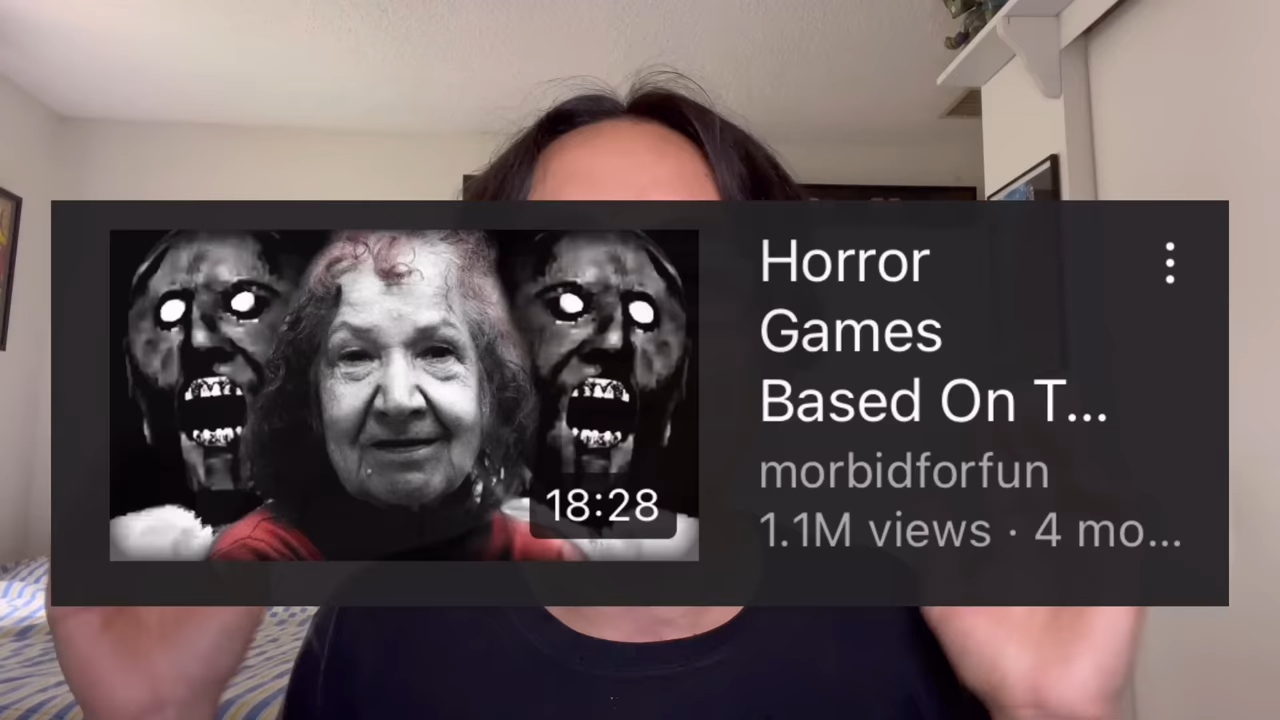 Horror
Games
Based On T...
morbidforfun
1.1M views · 4 mo...
18:28